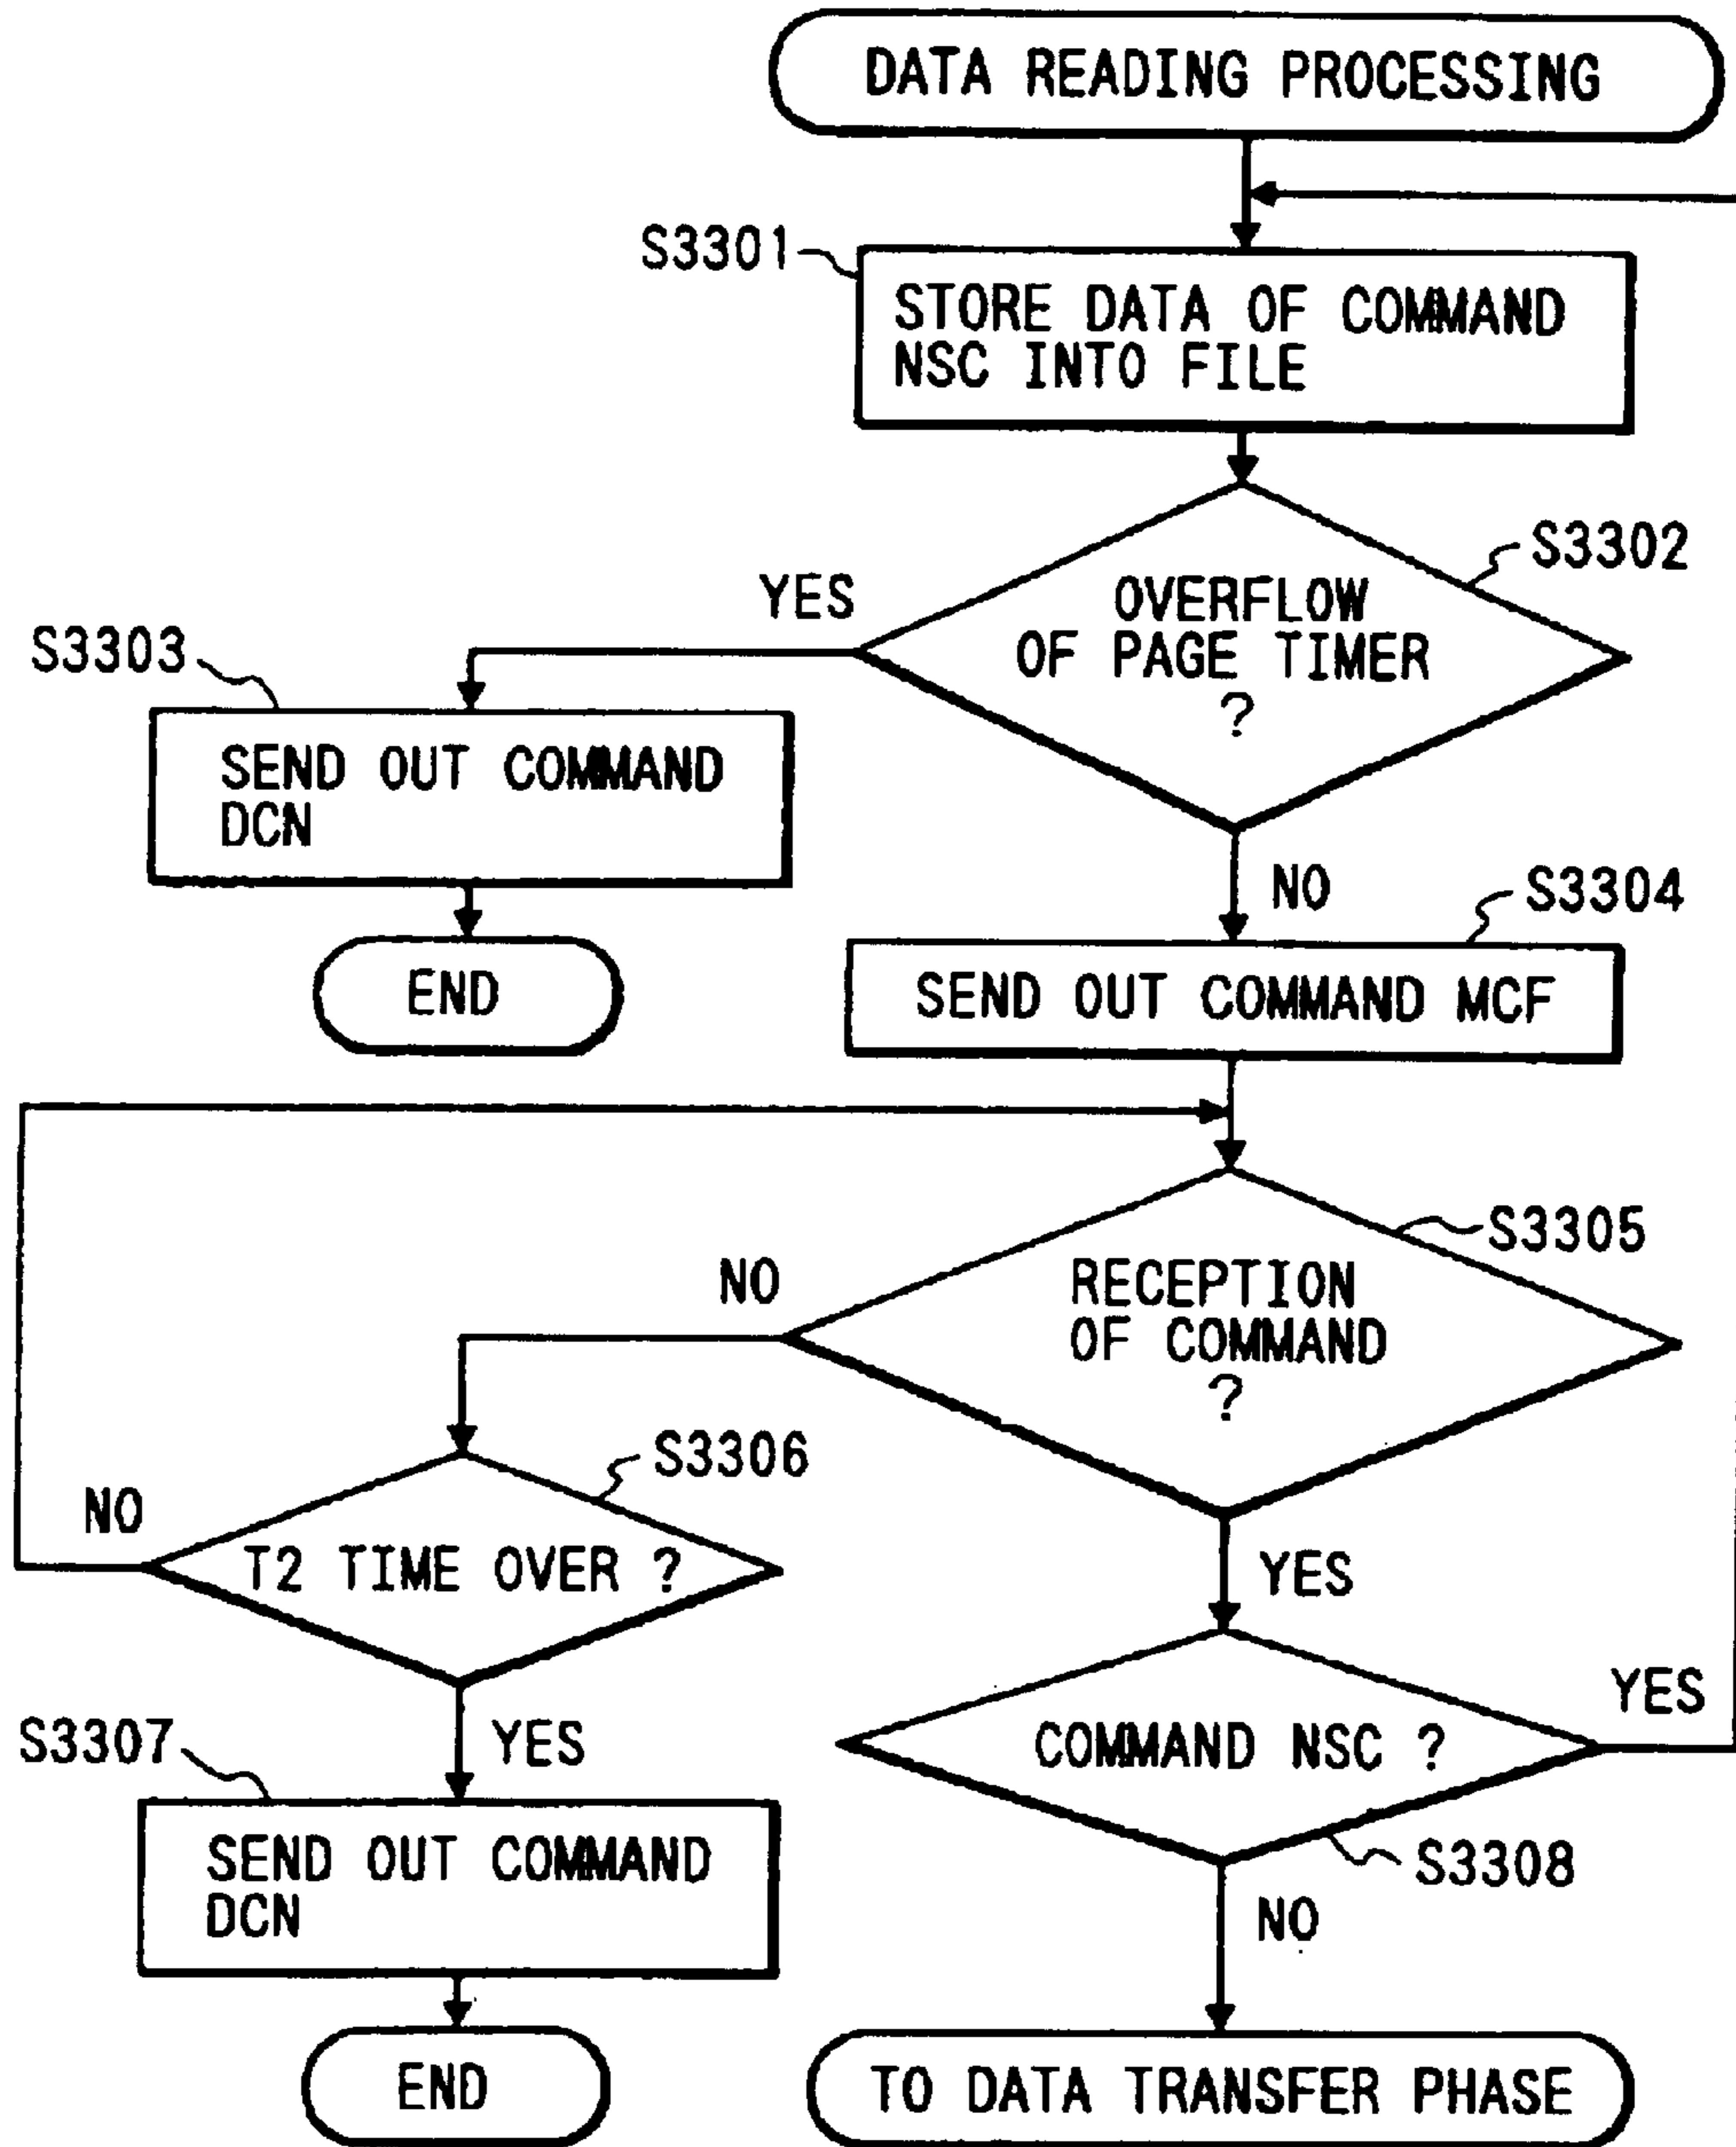 DATA READING PROCESSING
S3301
STORE DATA OF COMMAND
NSC INTO FILE
S3302
YES
OVERFLOW
OF PAGE TIMER
?
S3303
SEND OUT COMMAND
DCN
NO
S3304
END
SEND OUT COMMAND MCF
S3305
NO
RECEPTION
OF COMMAND
?
S3306
NO
T2 TIME OVER ?
YES
YES
S3307
YES
COMMAND NSC ?
SEND OUT COMMAND
DCN
S3308
NO
END
TO DATA TRANSFER PHASE